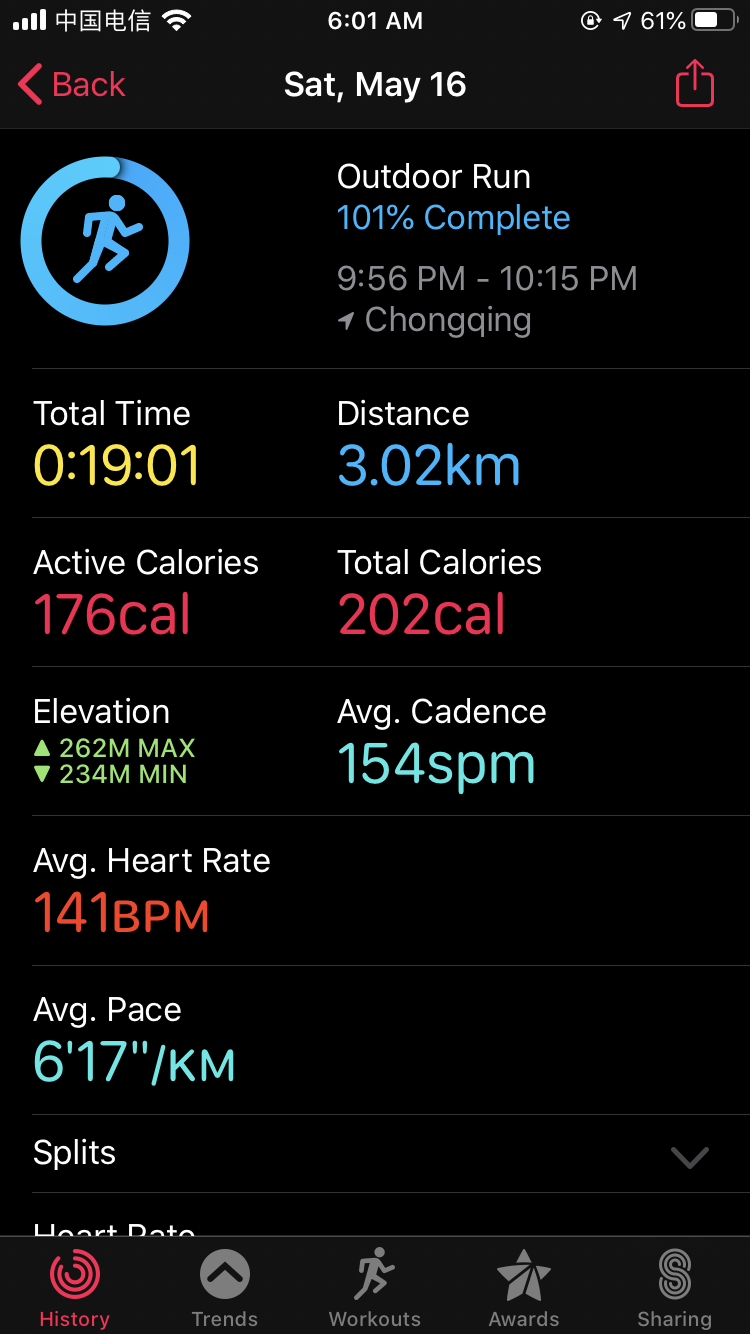 中国电信 6:01 AM 61%
Back Sat, May 16
Outdoor Run
101% Complete
9:56 PM - 10:15 PM
Chongqing
Total Time Distance
0:19:01 3.02km
Active Calories Total Calories
176cal 202cal
Elevation Avg. Cadence
262M MAX
234M MIN
154spm
Avg. Heart Rate
141BPM
Avg. Pace
6'17"/KM
Splits
Heart Rate
History Trends Workouts Awards Sharing